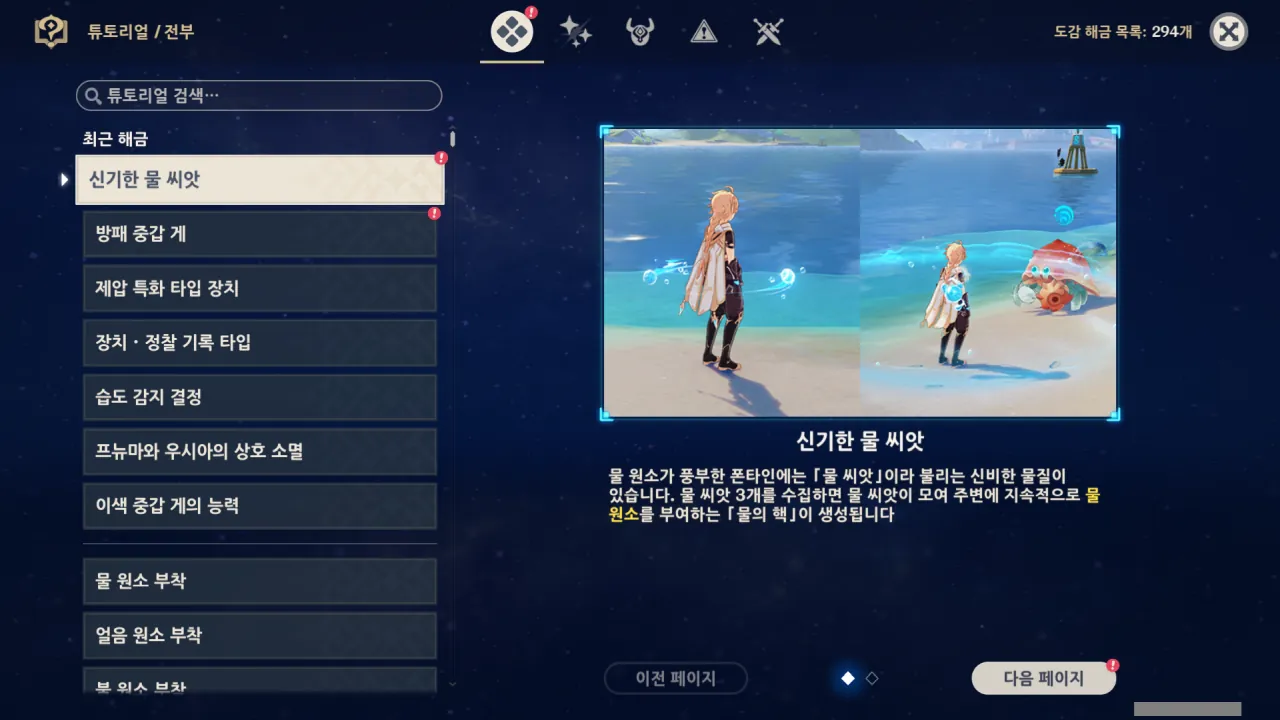 튜토리얼 / 전부
도감 해금 목록: 294개
튜토리얼 검색…
최근 해금
신기한 물 씨앗
방패 중갑 게
제압 특화 타입 장치
장치 · 정찰 기록 타입
습도 감지 결정
프뉴마와 우시아의 상호 소멸
이색 중갑 게의 능력
물 원소 부착
얼음 원소 부착
불 원소 부착
신기한 물 씨앗
물 원소가 풍부한 폰타인에는 「물 씨앗」이라 불리는 신비한 물질이
있습니다. 물 씨앗 3개를 수집하면 물 씨앗이 모여 주변에 지속적으로 물
원소를 부여하는 「물의 핵」이 생성됩니다
이전 페이지
다음 페이지